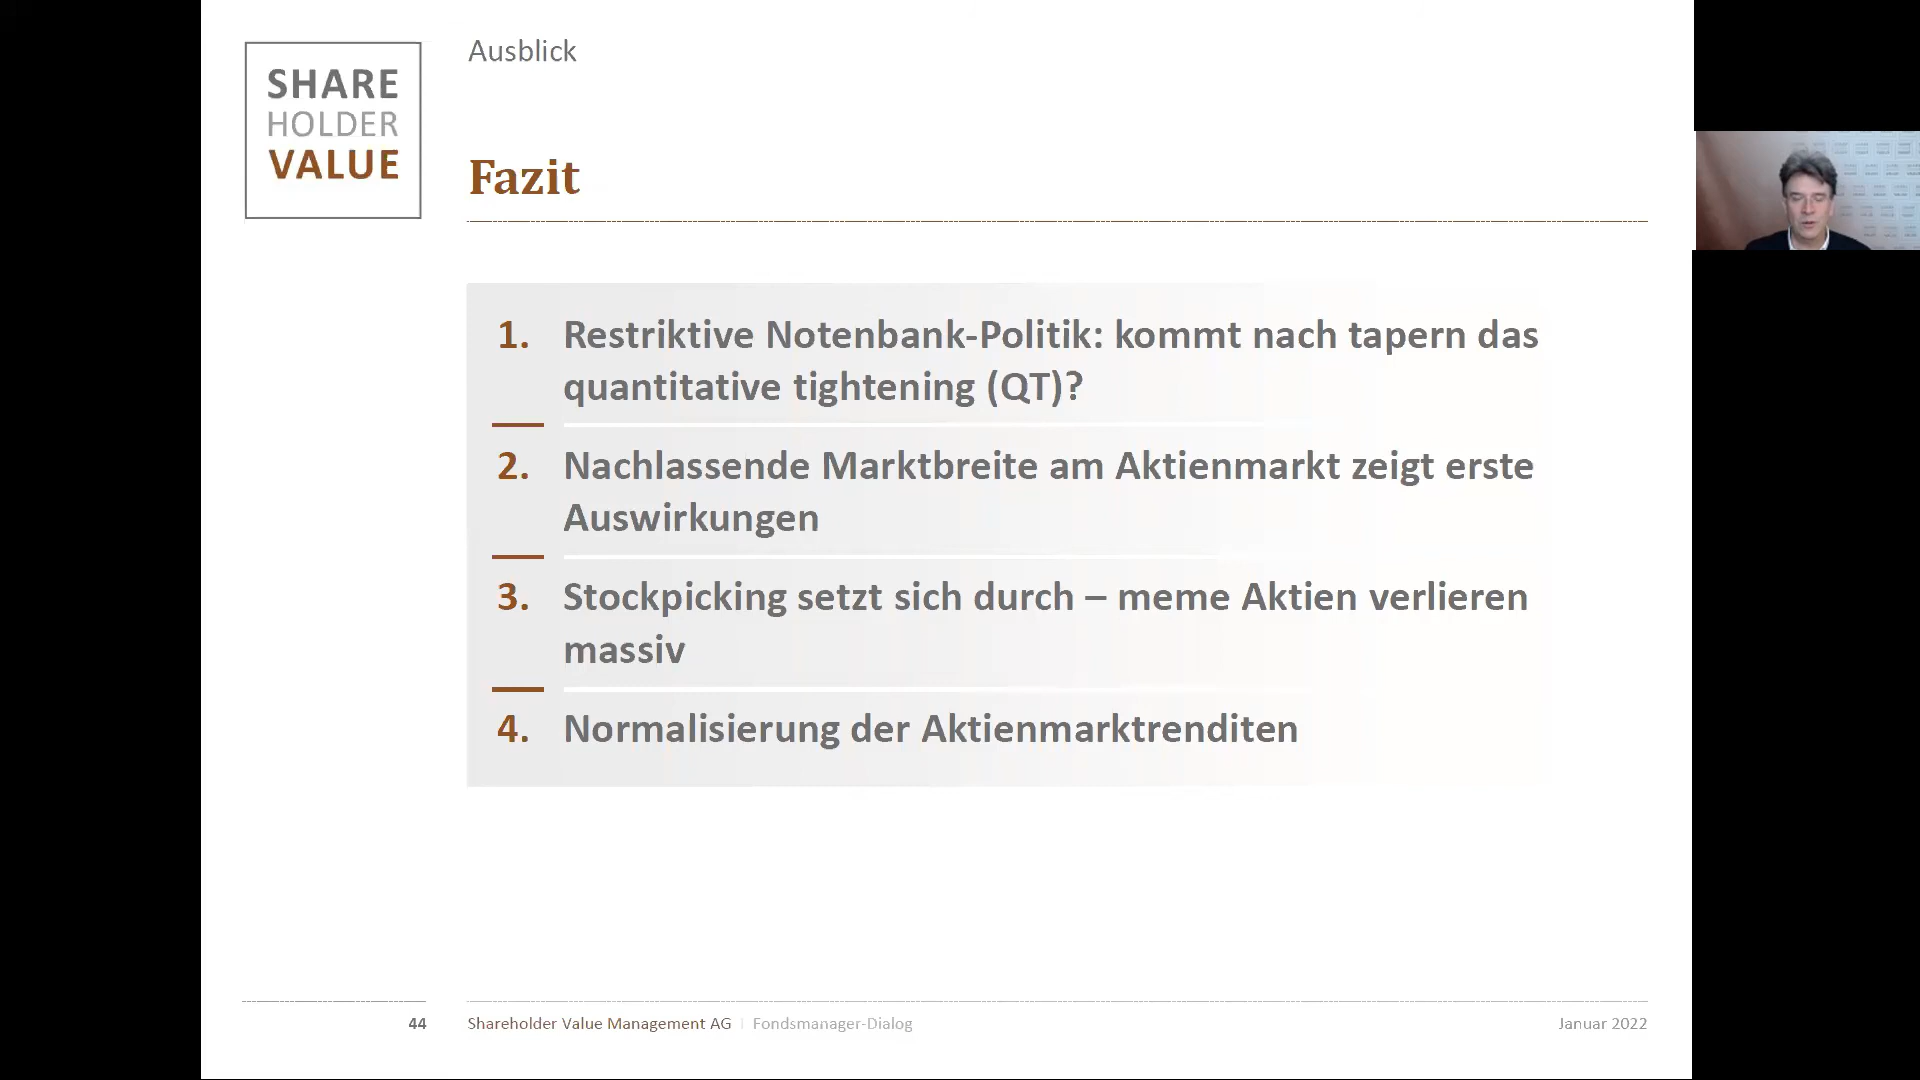 SHARE
HOLDER
VALUE
Ausblick
Fazit
1. Restriktive Notenbank-Politik: kommt nach tapern das
quantitative tightening (QT)?
2. Nachlassende Marktbreite am Aktienmarkt zeigt erste
Auswirkungen
3. Stockpicking setzt sich durch – meme Aktien verlieren
massiv
4. Normalisierung der Aktienmarktrenditen
44
Shareholder Value Management AG | Fondsmanager-Dialog
Januar 2022